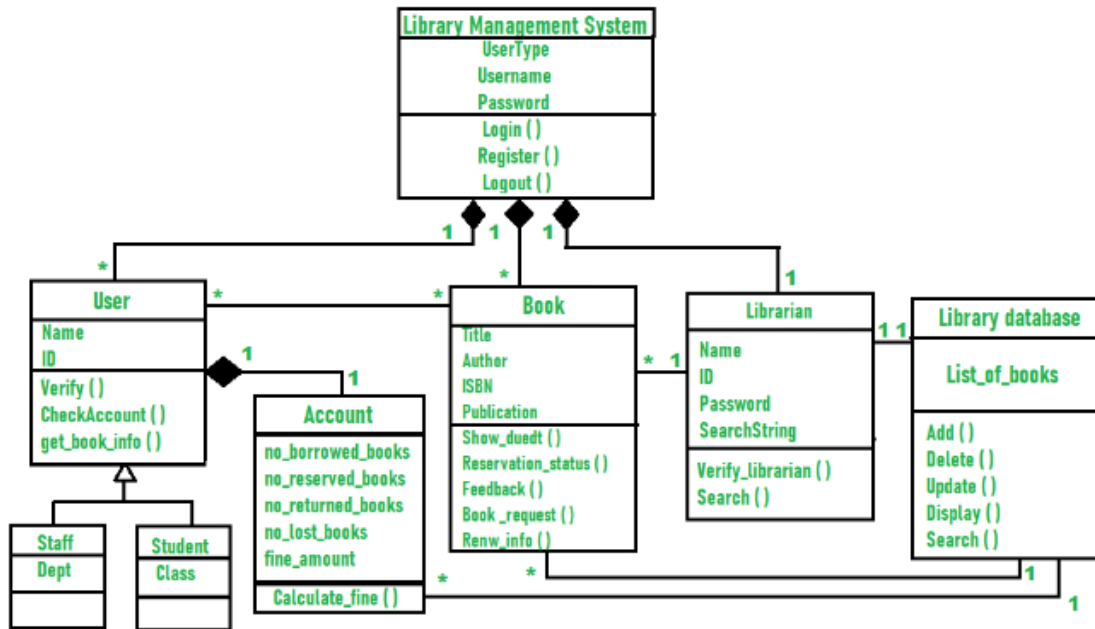 Library Management System
UserType
Username
Password
Login ( )
Register ( )
Logout ( )
1
1
1
*
*
1
User
Name
ID
Verify ( )
CheckAccount ( )
get_book_info ( )
*
*
1
1
Account
no_borrowed_books
no_reserved_books
no_returned_books
no_lost_books
fine_amount
Calculate_fine ( )
Book
Title
Author
ISBN
Publication
Show_duedt ( )
Reservation_status ( )
Feedback ( )
Book _request ( )
Renw_info ( )
*
1
Librarian
Name
ID
Password
SearchString
Verify_librarian ( )
Search ( )
1
1
Library database
List_of_books
Add ( )
Delete ( )
Update ( )
Display ( )
Search ( )
Staff
Dept
Student
Class
*
1
*
1